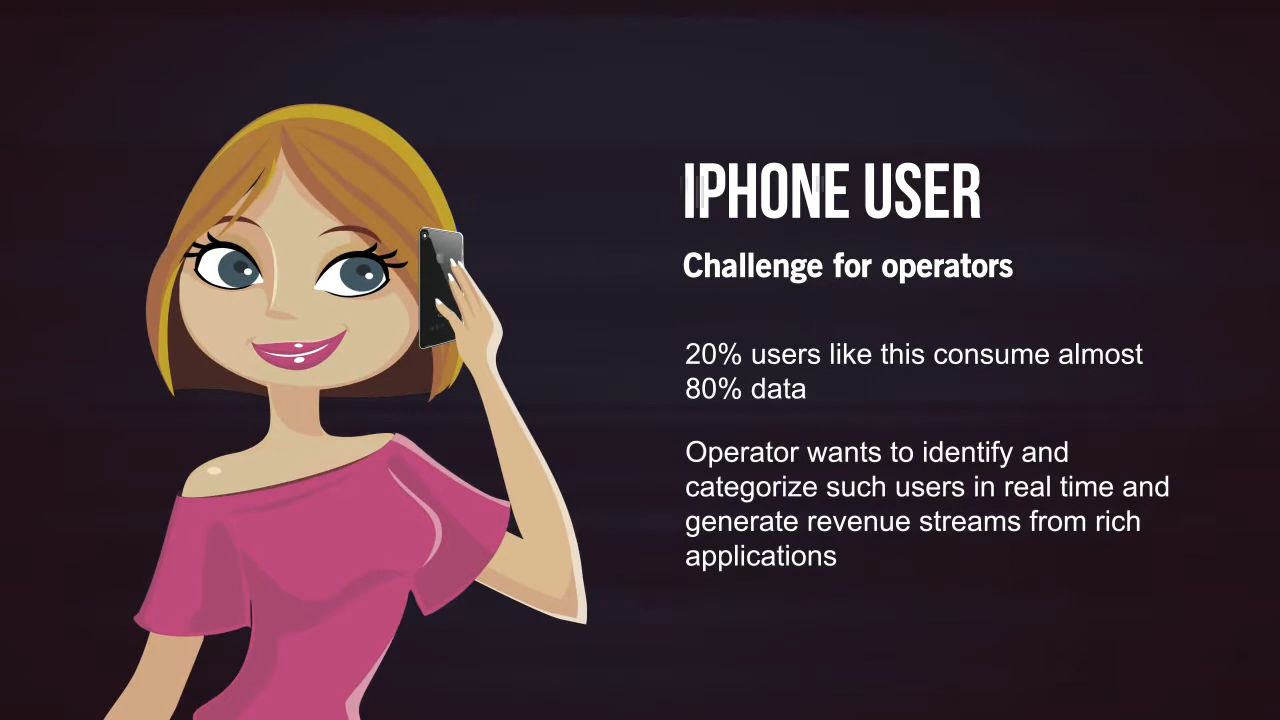 IPHONE USER
Challenge for operators
20% users like this consume almost
80% data
Operator wants to identify and
categorize such users in real time and
generate revenue streams from rich
applications